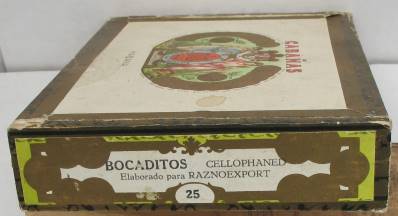 CABAÑAS
BOCADITOS CELLOPHANED
Elaborado para RAZNOEXPORT
25